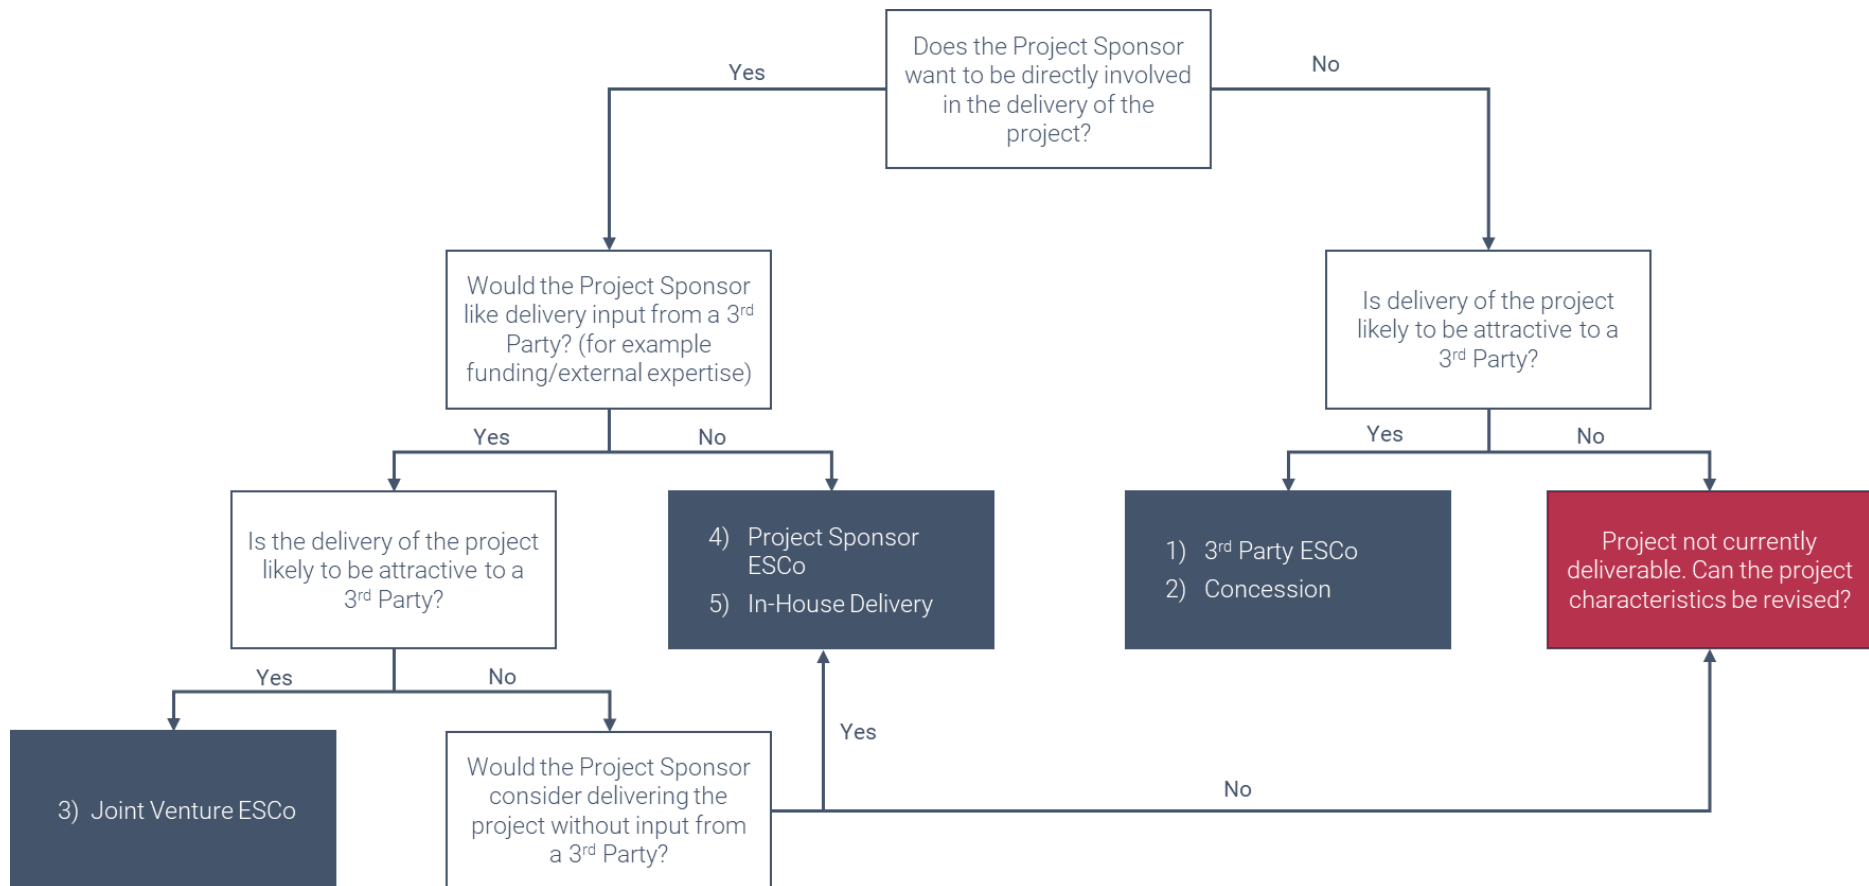 Does the Project Sponsor
want to be directly involved
in the delivery of the
project?
Yes
No
Would the Project Sponsor
like delivery input from a 3rd
Party? (for example
funding/external expertise)
Is delivery of the project
likely to be attractive to a
3rd Party?
Yes
No
Yes
No
Is the delivery of the project
likely to be attractive to a
3rd Party?
4) Project Sponsor
ESCo
5) In-House Delivery
1) 3rd Party ESCo
2) Concession
Project not currently
deliverable. Can the project
characteristics be revised?
Yes
No
Yes
No
3) Joint Venture ESCo
Would the Project Sponsor
consider delivering the
project without input from
a 3rd Party?